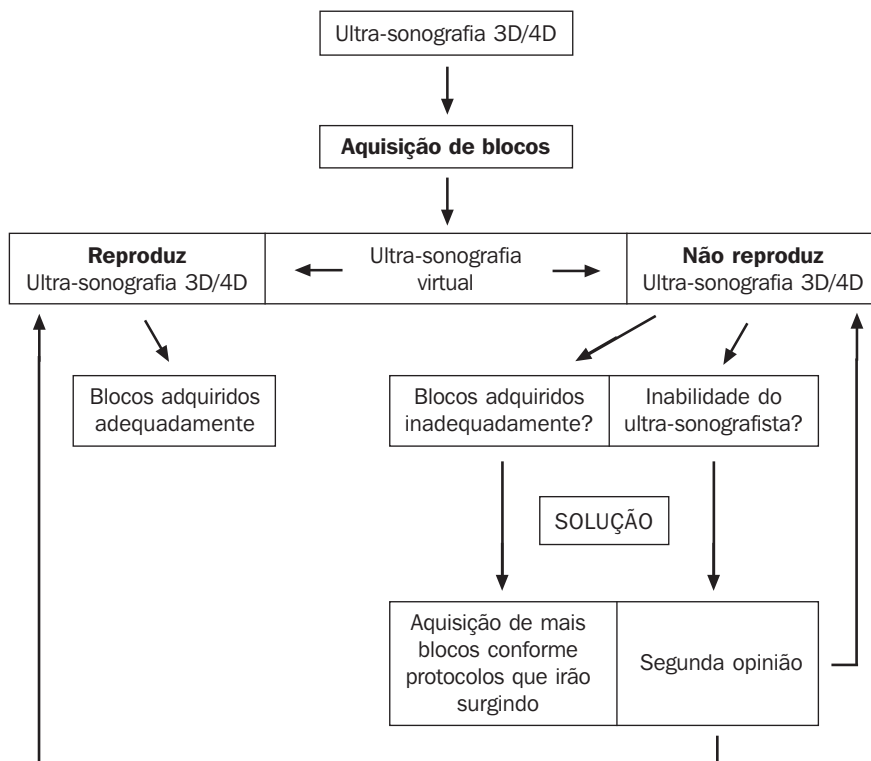 Ultra-sonografia 3D/4D
Aquisição de blocos
Reproduz
Ultra-sonografia 3D/4D
Ultra-sonografia
virtual
Não reproduz
Ultra-sonografia 3D/4D
Blocos adquiridos
adequadamente
Blocos adquiridos
inadequadamente?
Inabilidade do
ultra-sonografista?
SOLUÇÃO
Aquisição de mais
blocos conforme
protocolos que irão
surgindo
Segunda opinião